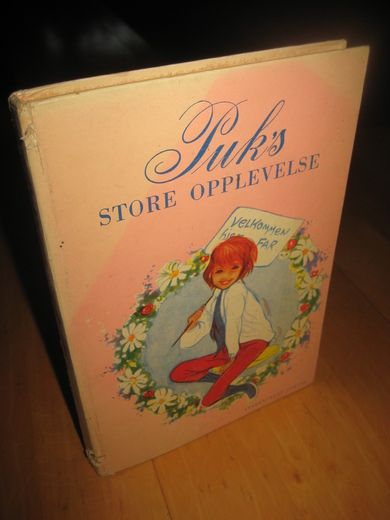 Puk's
STORE OPPLEVELSE
VELKOMMEN
hjem FAR